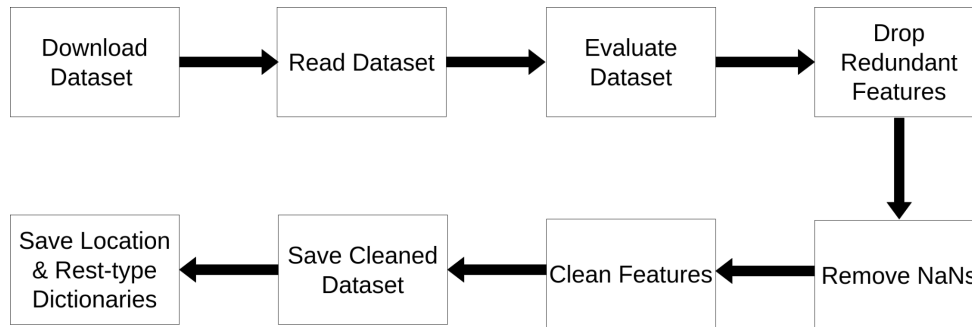 Download
Dataset
Read Dataset
Evaluate
Dataset
Drop
Redundant
Features
Remove NaNs
Clean Features
Save Cleaned
Dataset
Save Location
& Rest-type
Dictionaries